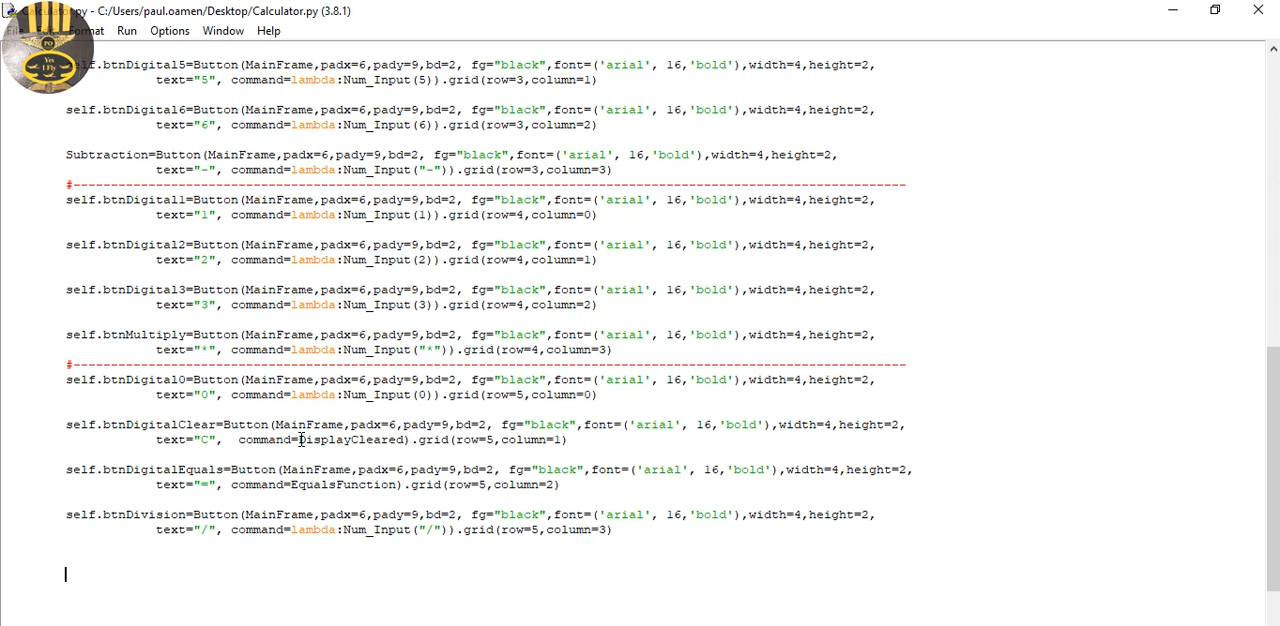 Calculator.py - C:/Users/paul.oamen/Desktop/Calculator.py (3.8.1)
Format Run Options Window Help
PO
Yes
I Fly
self.btnDigital5=Button(MainFrame,padx=6,pady=9,bd=2, fg="black",font=('arial', 16,'bold'),width=4,height=2,
text="5", command=lambda:Num_Input(5)).grid(row=3,column=1)
self.btnDigital6=Button(MainFrame,padx=6,pady=9,bd=2, fg="black",font=('arial', 16,'bold'),width=4,height=2,
text="6", command=lambda:Num_Input(6)).grid(row=3,column=2)
Subtraction=Button(MainFrame,padx=6,pady=9,bd=2, fg="black",font=('arial', 16,'bold'),width=4,height=2,
text="-", command=lambda:Num_Input("-")).grid(row=3,column=3)
#---------------------------------------------------------------------------------------------------------------
self.btnDigital1=Button(MainFrame,padx=6,pady=9,bd=2, fg="black",font=('arial', 16,'bold'),width=4,height=2,
text="1", command=lambda:Num_Input(1)).grid(row=4,column=0)
self.btnDigital2=Button(MainFrame,padx=6,pady=9,bd=2, fg="black",font=('arial', 16,'bold'),width=4,height=2,
text="2", command=lambda:Num_Input(2)).grid(row=4,column=1)
self.btnDigital3=Button(MainFrame,padx=6,pady=9,bd=2, fg="black",font=('arial', 16,'bold'),width=4,height=2,
text="3", command=lambda:Num_Input(3)).grid(row=4,column=2)
self.btnMultiply=Button(MainFrame,padx=6,pady=9,bd=2, fg="black",font=('arial', 16,'bold'),width=4,height=2,
text="*", command=lambda:Num_Input("*")).grid(row=4,column=3)
#---------------------------------------------------------------------------------------------------------------
self.btnDigital0=Button(MainFrame,padx=6,pady=9,bd=2, fg="black",font=('arial', 16,'bold'),width=4,height=2,
text="0", command=lambda:Num_Input(0)).grid(row=5,column=0)
self.btnDigitalClear=Button(MainFrame,padx=6,pady=9,bd=2, fg="black",font=('arial', 16,'bold'),width=4,height=2,
text="C",  command=DisplayCleared).grid(row=5,column=1)
self.btnDigitalEquals=Button(MainFrame,padx=6,pady=9,bd=2, fg="black",font=('arial', 16,'bold'),width=4,height=2,
text="=", command=EqualsFunction).grid(row=5,column=2)
self.btnDivision=Button(MainFrame,padx=6,pady=9,bd=2, fg="black",font=('arial', 16,'bold'),width=4,height=2,
text="/", command=lambda:Num_Input("/")).grid(row=5,column=3)